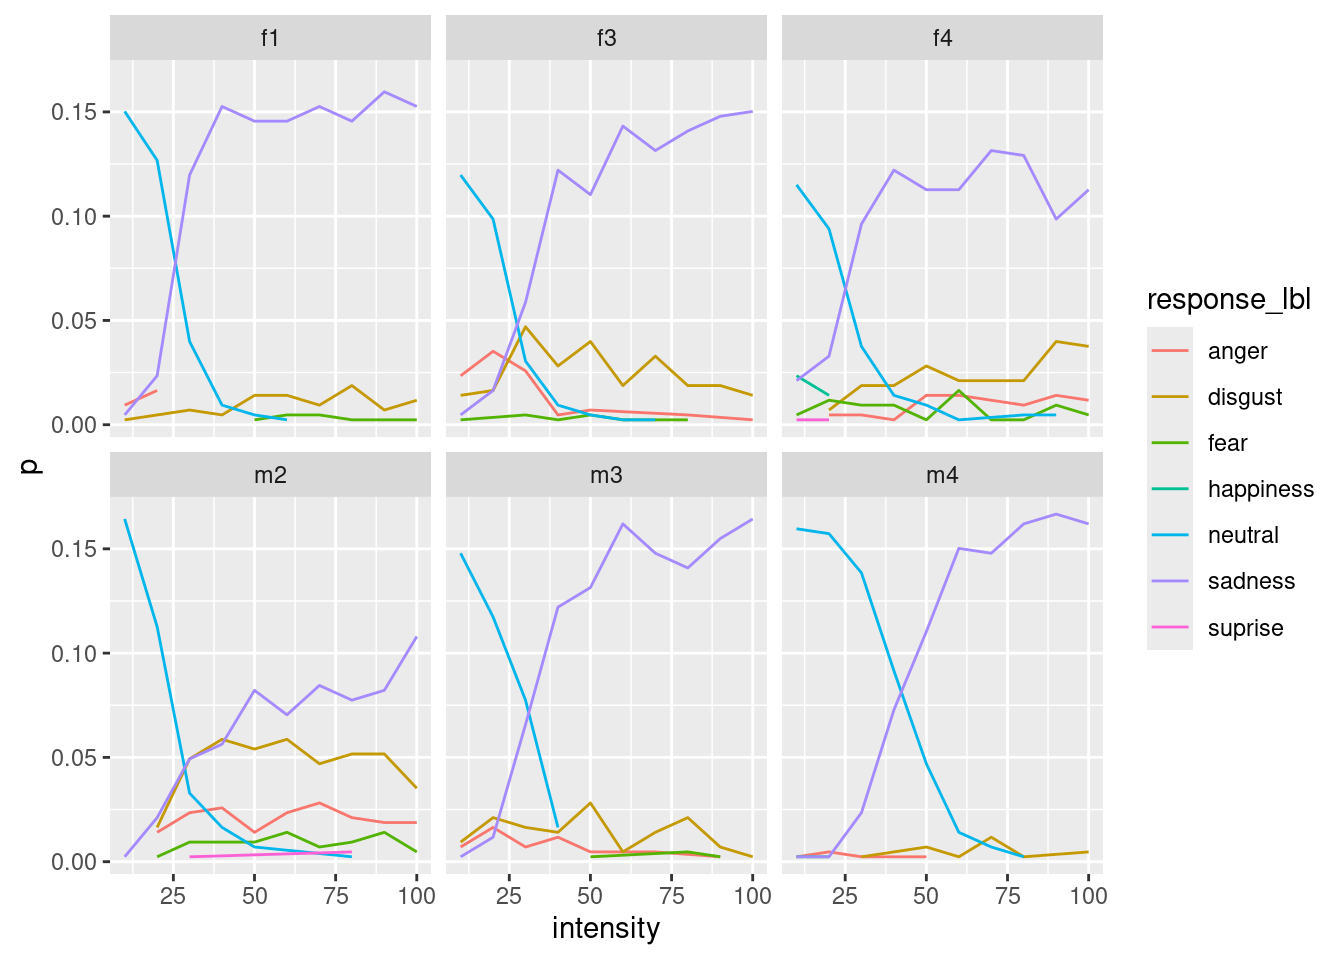 f1
f3
f4
0.15
0.10
0.05
0.00
m2
m3
m4
0.15
0.10
0.05
0.00
25
50
75
100
25
50
75
100
25
50
75
100
intensity
p
response_lbl
anger
disgust
fear
happiness
neutral
sadness
suprise